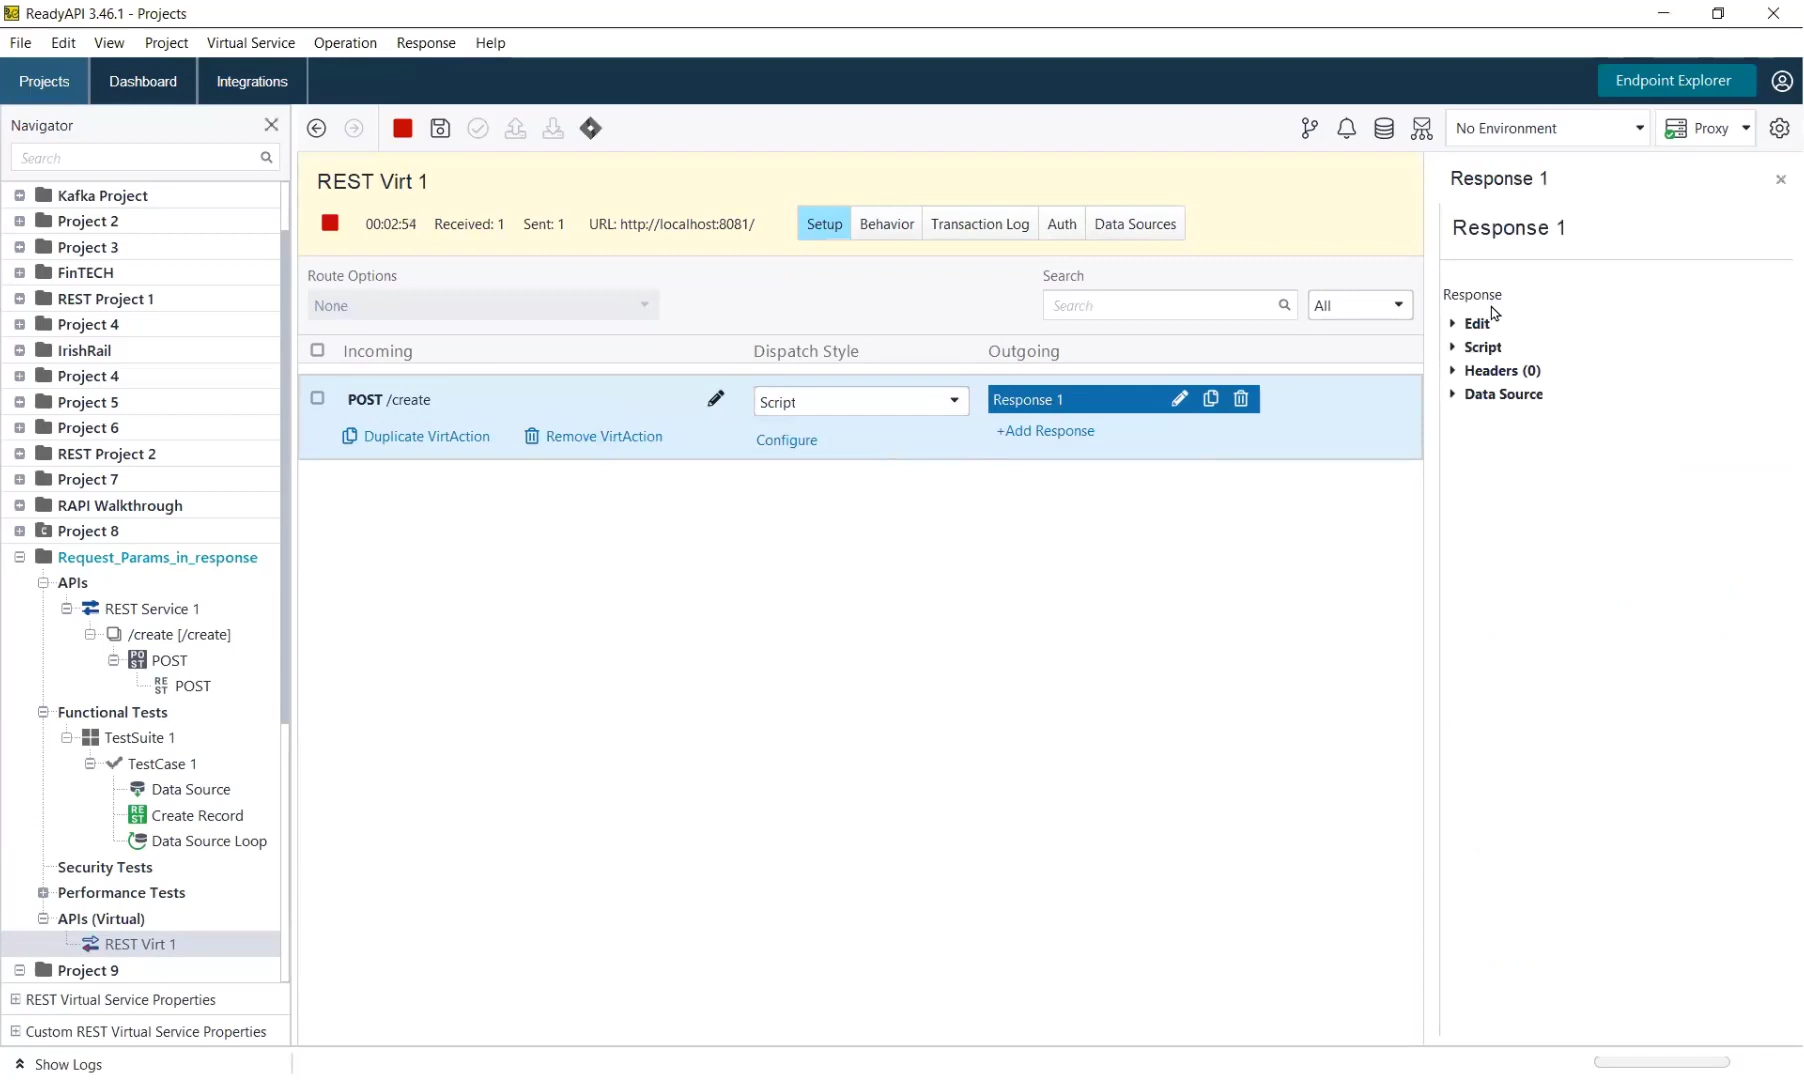 ReadyAPI 3.46.1 - Projects
File Edit View Project Virtual Service Operation Response Help
Projects Dashboard Integrations Endpoint Explorer
Navigator
Search
No Environment Proxy
Kafka Project
Project 2
Project 3
FinTECH
REST Project 1
Project 4
IrishRail
Project 4
Project 5
Project 6
REST Project 2
Project 7
RAPI Walkthrough
Project 8
Request_Params_in_response
APIs
REST Service 1
/create [/create]
POST
POST
Functional Tests
TestSuite 1
TestCase 1
Data Source
Create Record
Data Source Loop
Security Tests
Performance Tests
APIs (Virtual)
REST Virt 1
Project 9
REST Virtual Service Properties
Custom REST Virtual Service Properties
Show Logs
REST Virt 1
00:02:54 Received: 1 Sent: 1 URL: http://localhost:8081/ Setup Behavior Transaction Log Auth Data Sources
Route Options Search
None Search All
Incoming Dispatch Style Outgoing
POST /create Script Response 1
Duplicate VirtAction Remove VirtAction Configure +Add Response
Response 1
Response 1
Response
Edit
Script
Headers (0)
Data Source